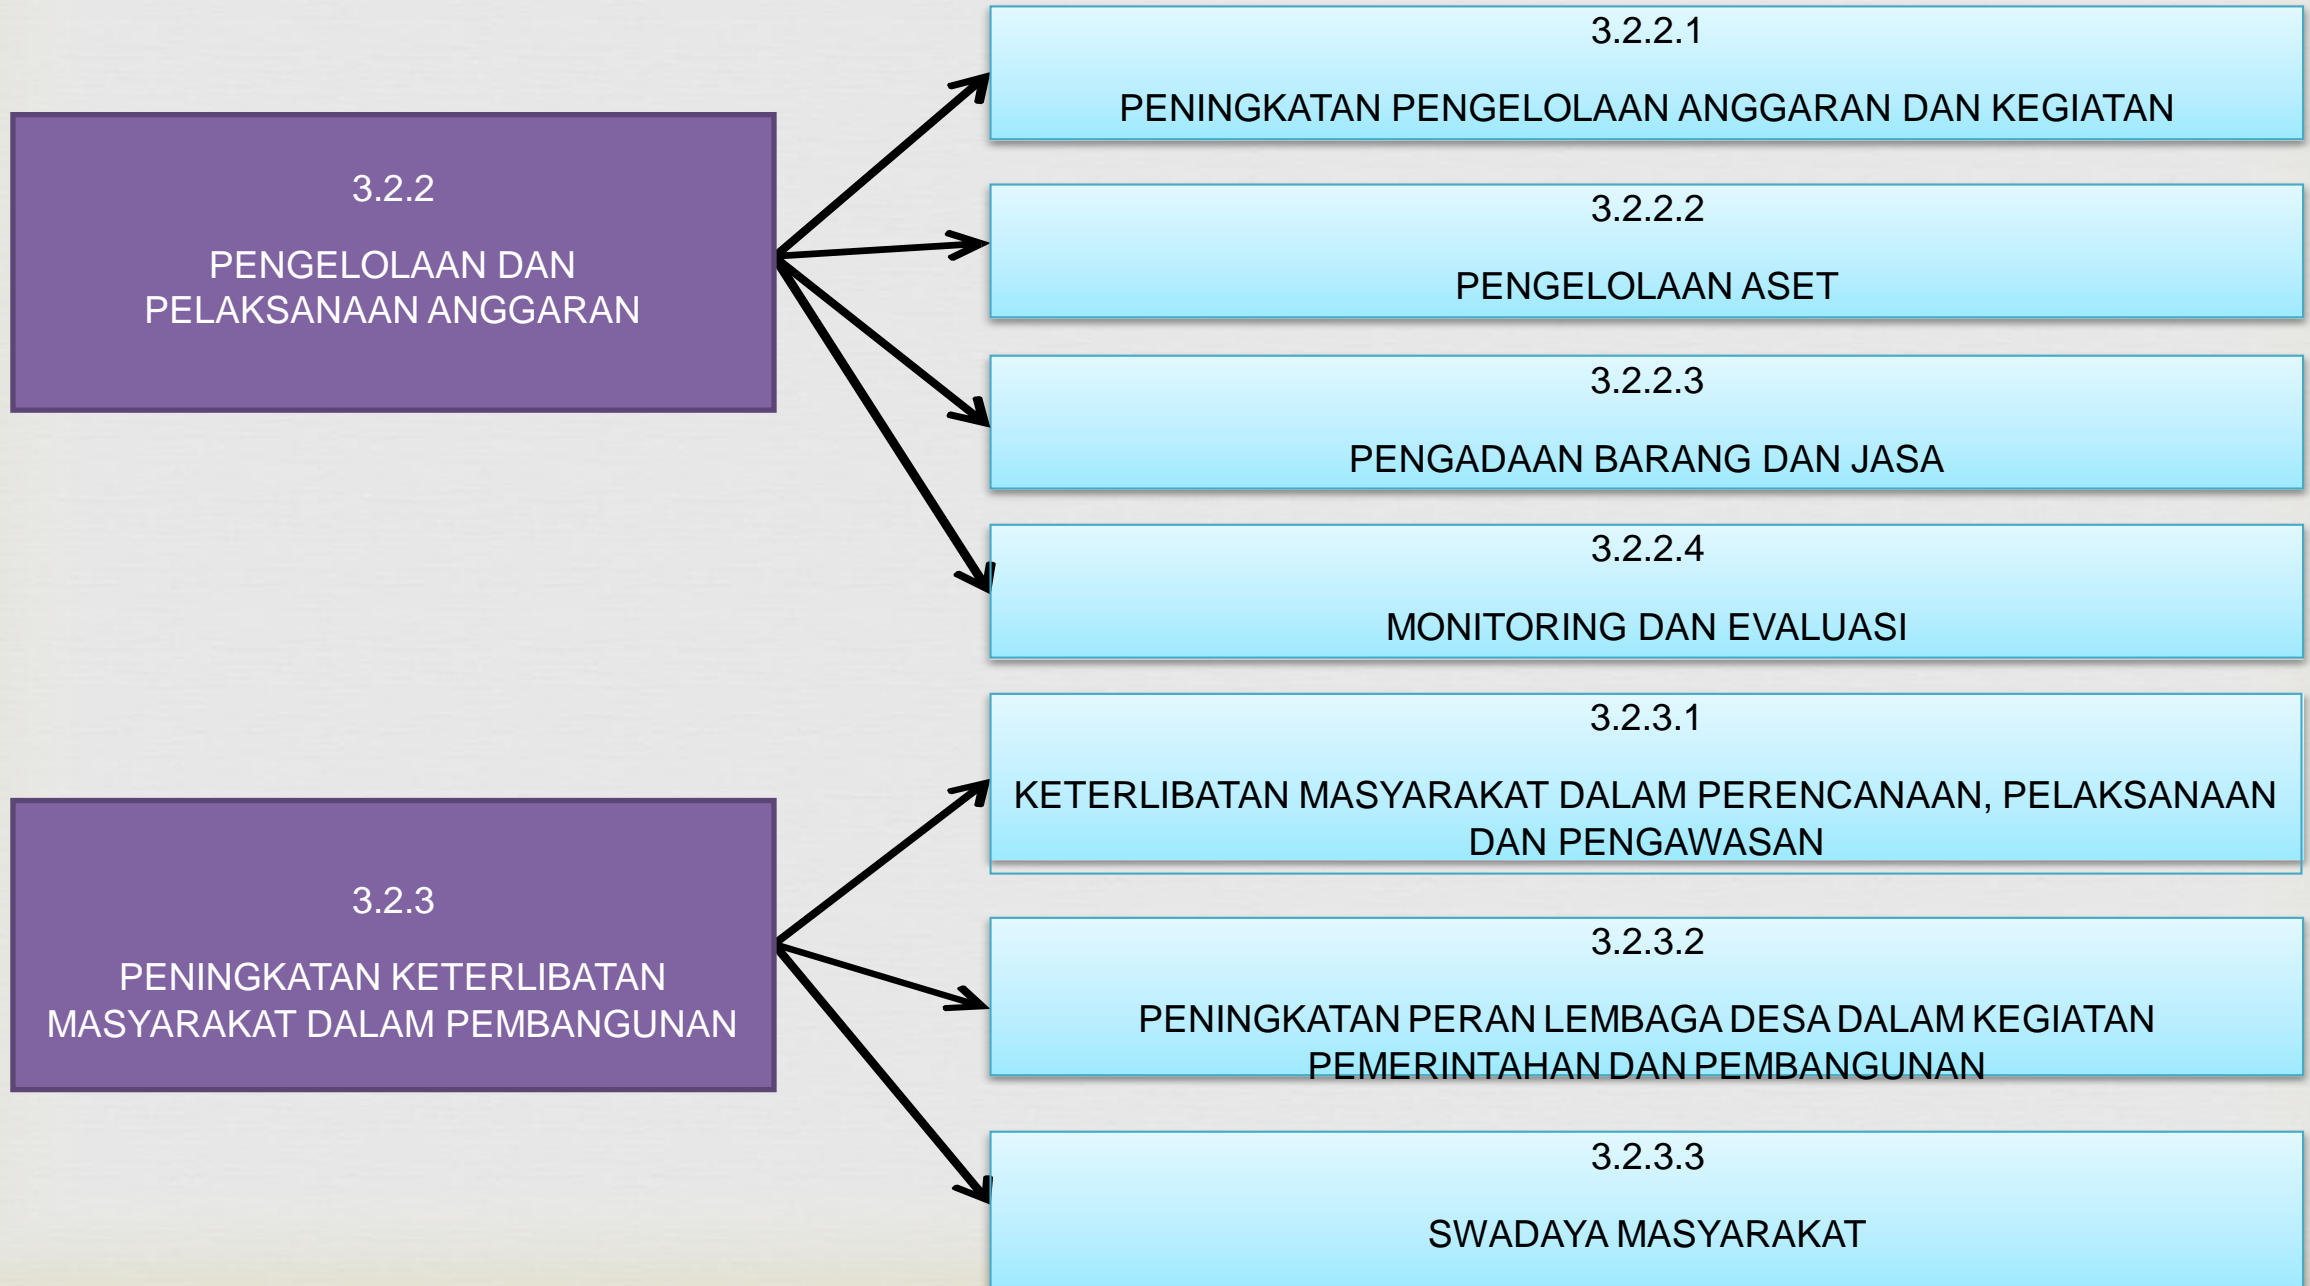 3.2.2
PENGELOLAAN DAN
PELAKSANAAN ANGGARAN
3.2.2.1
PENINGKATAN PENGELOLAAN ANGGARAN DAN KEGIATAN
3.2.2.2
PENGELOLAAN ASET
3.2.2.3
PENGADAAN BARANG DAN JASA
3.2.2.4
MONITORING DAN EVALUASI
3.2.3
PENINGKATAN KETERLIBATAN
MASYARAKAT DALAM PEMBANGUNAN
3.2.3.1
KETERLIBATAN MASYARAKAT DALAM PERENCANAAN, PELAKSANAAN
DAN PENGAWASAN
3.2.3.2
PENINGKATAN PERAN LEMBAGA DESA DALAM KEGIATAN
PEMERINTAHAN DAN PEMBANGUNAN
3.2.3.3
SWADAYA MASYARAKAT